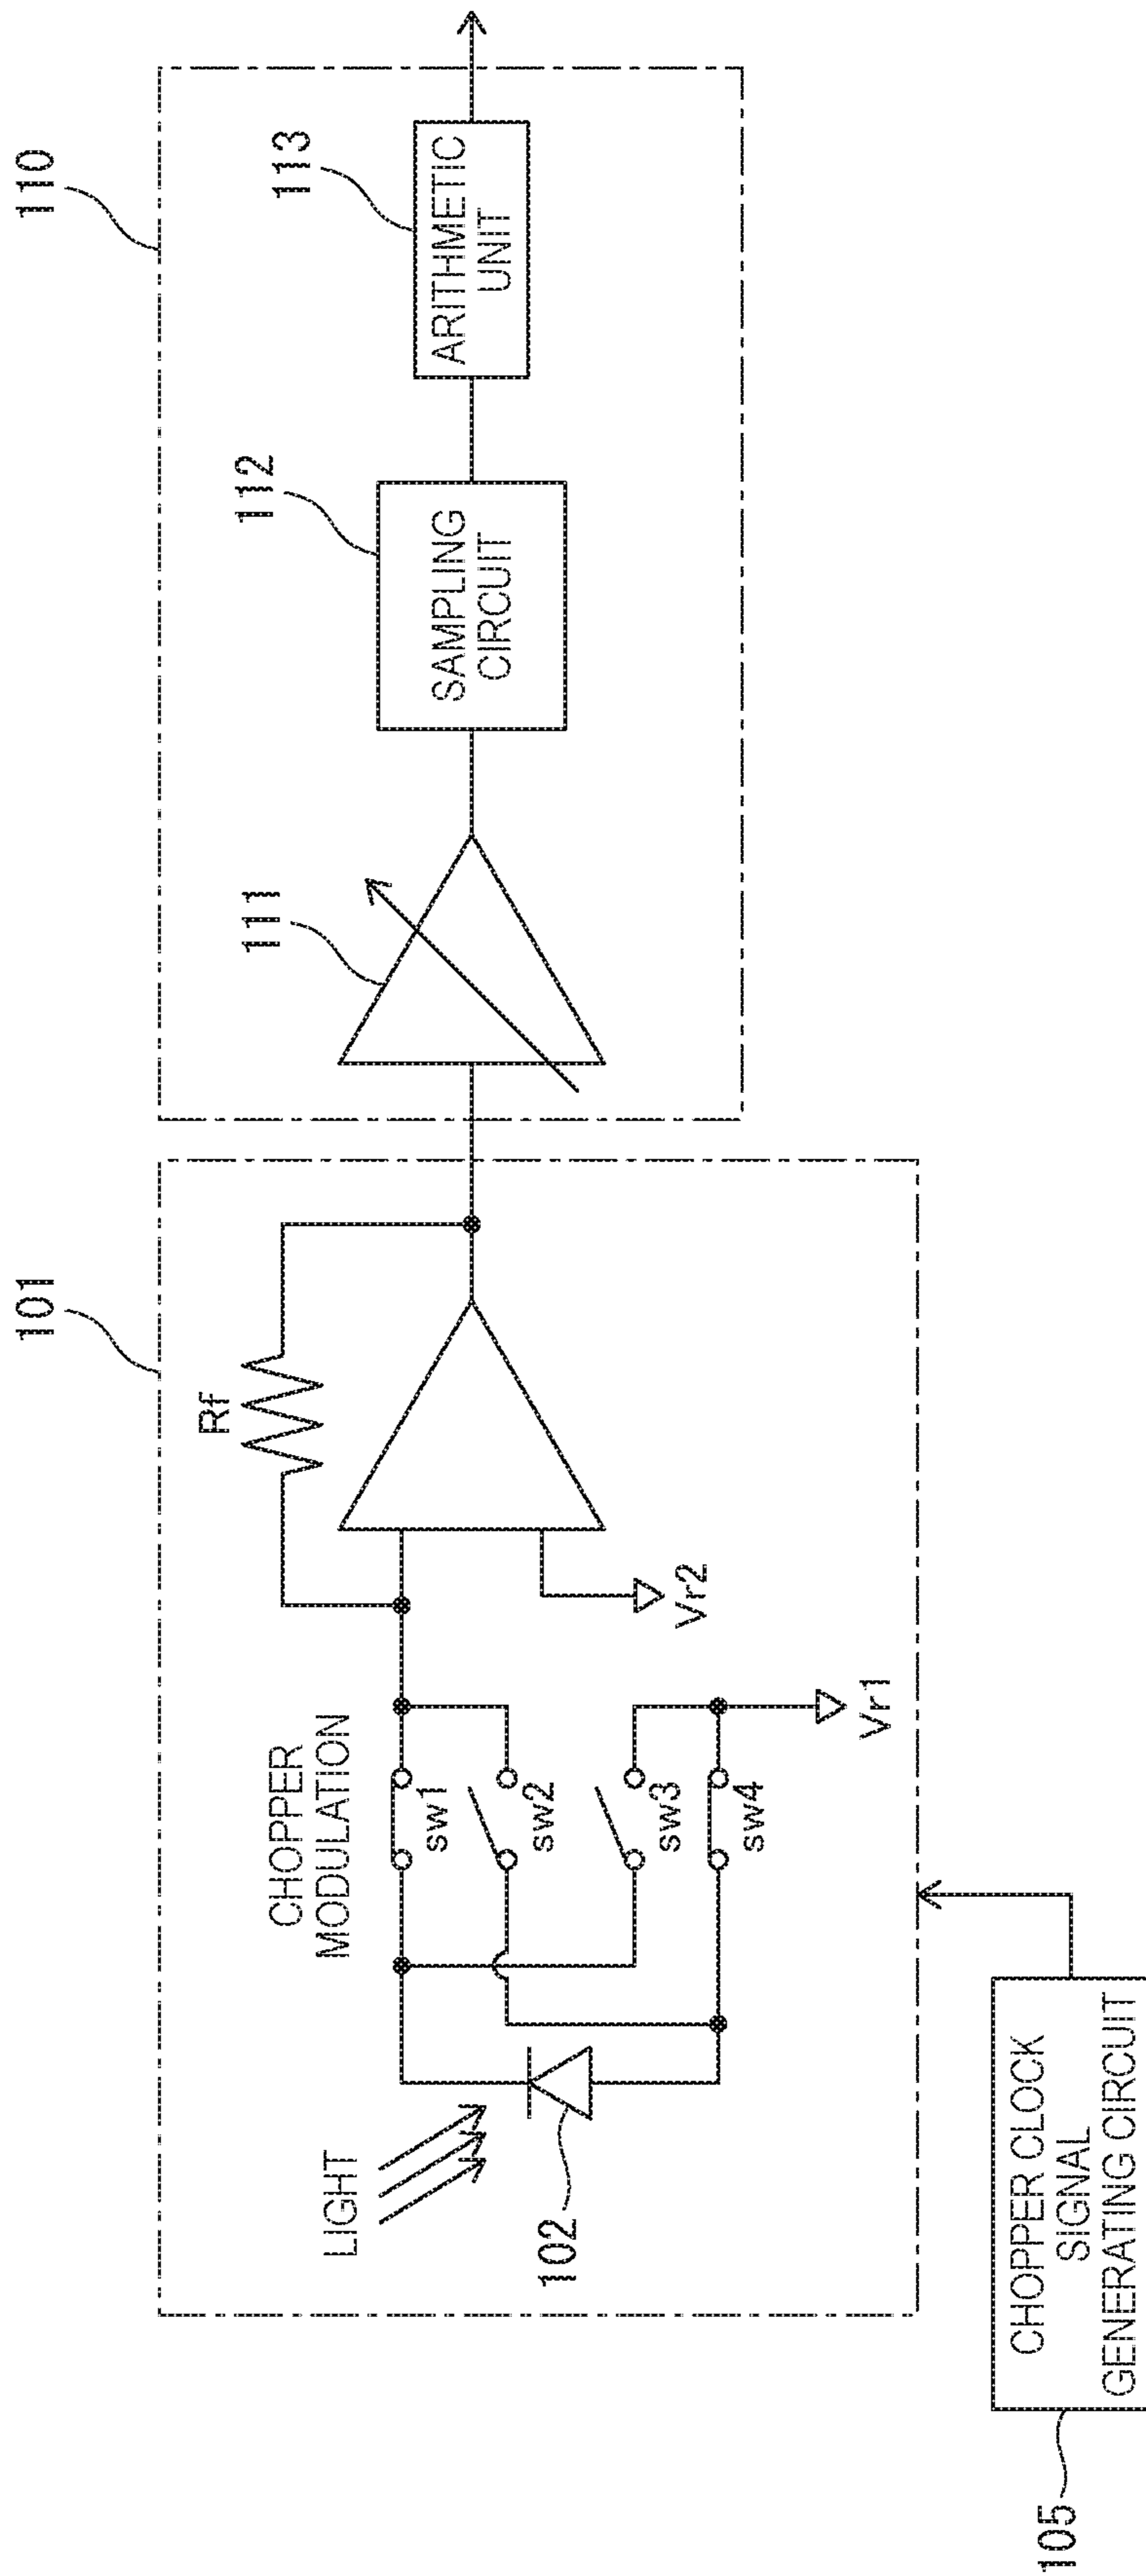 101
110
Rf
CHOPPER
MODULATION
LIGHT
102
sw1
sw2
sw3
sw4
Vr2
Vr1
111
112
SAMPLING
CIRCUIT
113
ARITHMETIC
UNIT
105
CHOPPER CLOCK
SIGNAL
GENERATING CIRCUIT